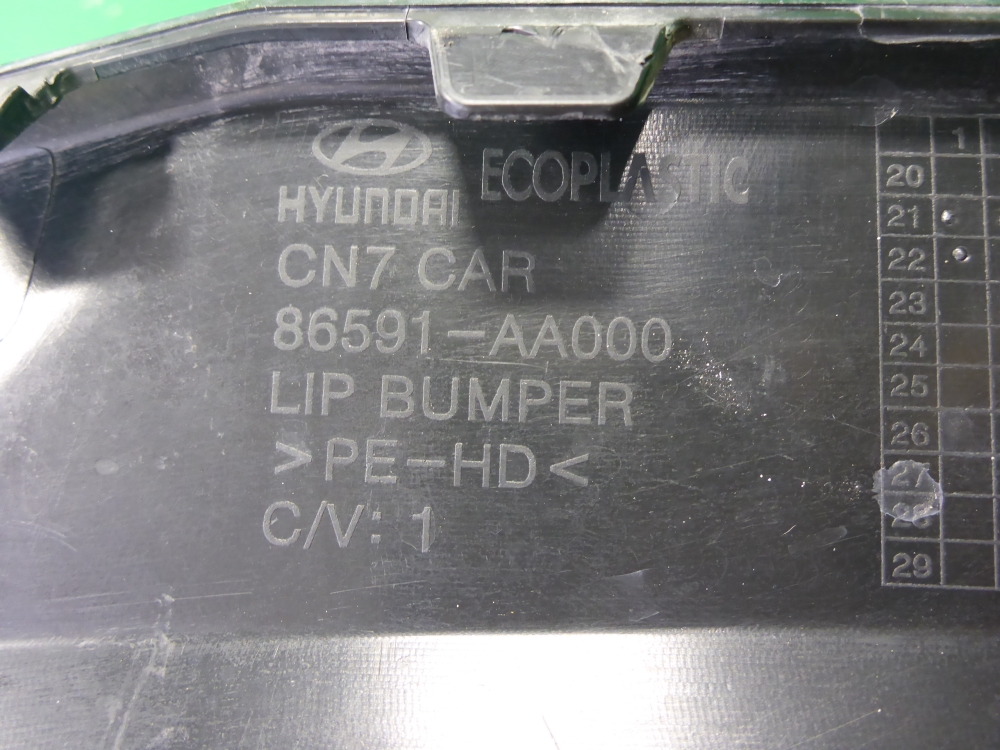 HYUNDAI ECOPLASTIC
CN7 CAR
86591-AA000
LIP BUMPER
>PE-HD<
C/V: 1
1
20
21
22
23
24
25
26
27
28
29